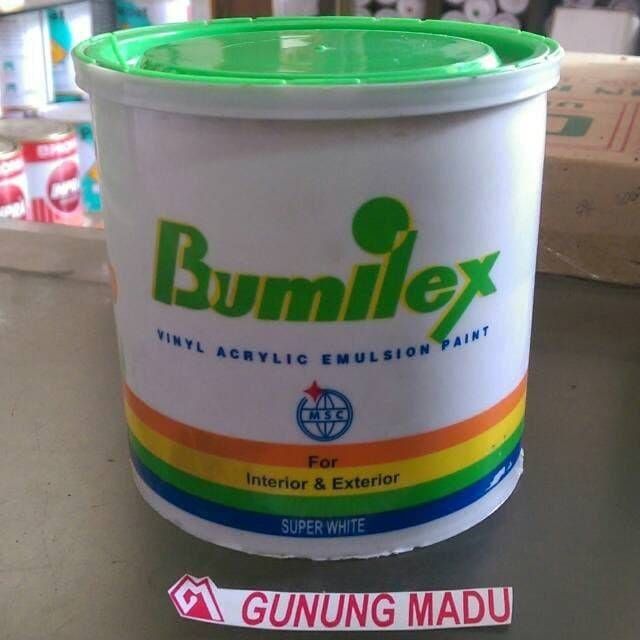 Bumilex
VINYL ACRYLIC EMULSION PAINT
MSC
For
Interior & Exterior
SUPER WHITE
GUNUNG MADU